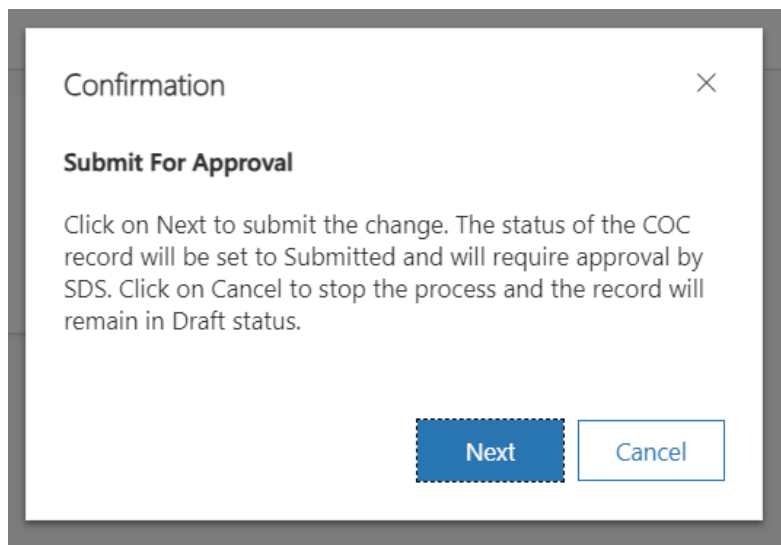 Confirmation
Submit For Approval
Click on Next to submit the change. The status of the COC
record will be set to Submitted and will require approval by
SDS. Click on Cancel to stop the process and the record will
remain in Draft status.
Next
Cancel